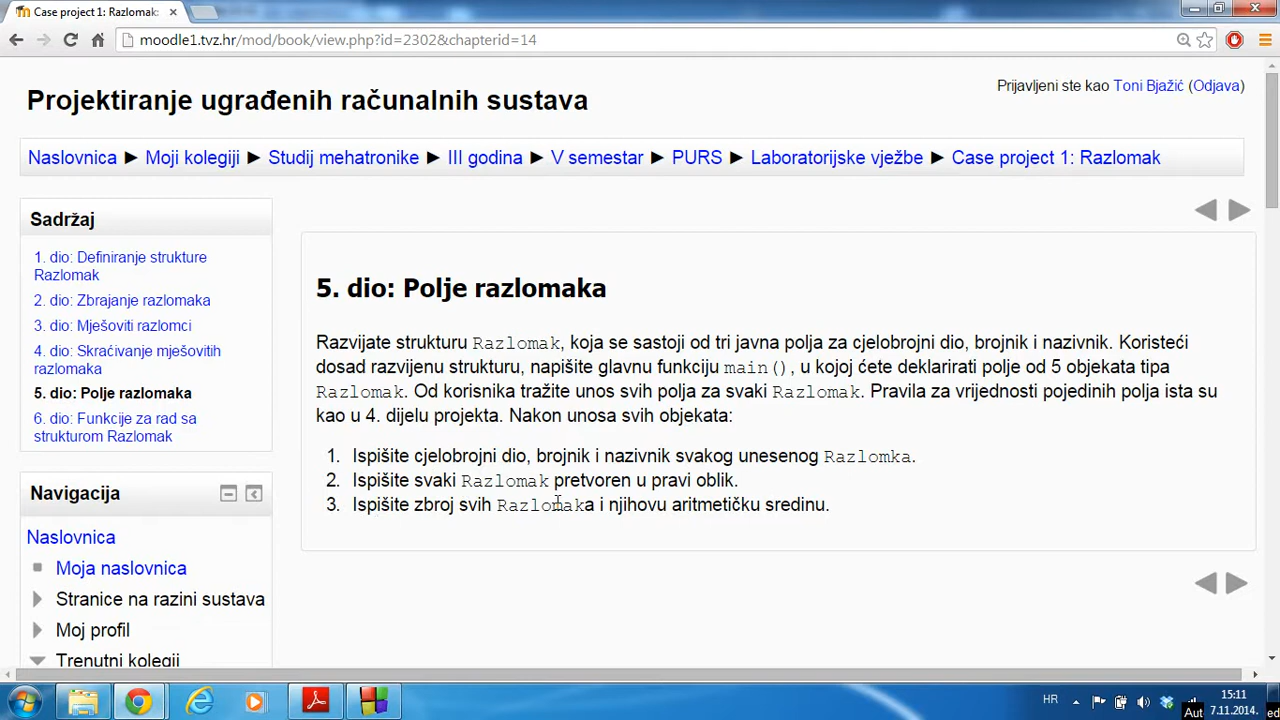 Case project 1: Razlomak:
moodle1.tvz.hr/mod/book/view.php?id=2302&chapterid=14
Prijavljeni ste kao Toni Bjažić (Odjava)
Projektiranje ugrađenih računalnih sustava
Naslovnica ► Moji kolegiji ► Studij mehatronike ► III godina ► V semestar ► PURS ► Laboratorijske vježbe ► Case project 1: Razlomak
Sadržaj
1. dio: Definiranje strukture
Razlomak
2. dio: Zbrajanje razlomaka
3. dio: Mješoviti razlomci
4. dio: Skraćivanje mješovitih
razlomaka
5. dio: Polje razlomaka
6. dio: Funkcije za rad sa
strukturom Razlomak
Navigacija
Naslovnica
Moja naslovnica
Stranice na razini sustava
Moj profil
Trenutni kolegiji
5. dio: Polje razlomaka
Razvijate strukturu Razlomak, koja se sastoji od tri javna polja za cjelobrojni dio, brojnik i nazivnik. Koristeći
dosad razvijenu strukturu, napišite glavnu funkciju main(), u kojoj ćete deklarirati polje od 5 objekata tipa
Razlomak. Od korisnika tražite unos svih polja za svaki Razlomak. Pravila za vrijednosti pojedinih polja ista su
kao u 4. dijelu projekta. Nakon unosa svih objekata:
1. Ispišite cjelobrojni dio, brojnik i nazivnik svakog unesenog Razlomka.
2. Ispišite svaki Razlomak pretvoren u pravi oblik.
3. Ispišite zbroj svih Razlomaka i njihovu aritmetičku sredinu.
HR
15:11
7.11.2014.
Aut
ed